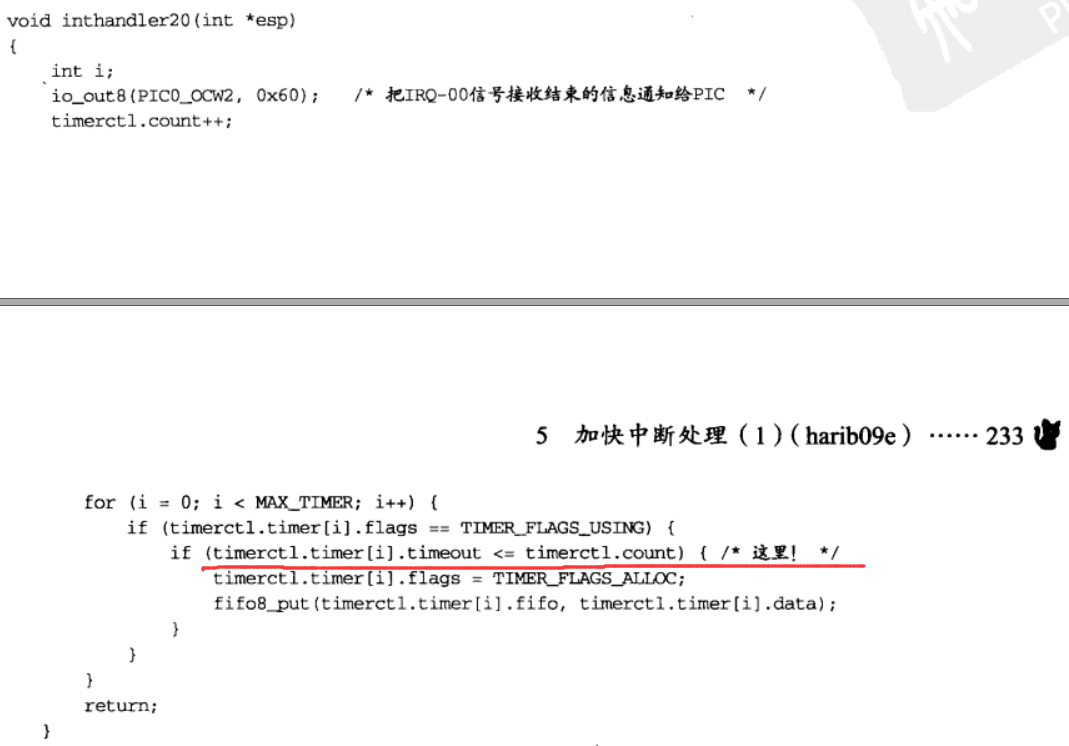 void inthandler20(int *esp)
{
int i;
io_out8(PIC0_OCW2, 0x60); /* 把IRQ-00信号接收结束的信息通知给PIC */
timerctl.count++;
5 加快中断处理（1）（harib09e） …… 233
for (i = 0; i < MAX_TIMER; i++) {
if (timerctl.timer[i].flags == TIMER_FLAGS_USING) {
if (timerctl.timer[i].timeout <= timerctl.count) { /* 这里! */
timerctl.timer[i].flags = TIMER_FLAGS_ALLOC;
fifo8_put(timerctl.timer[i].fifo, timerctl.timer[i].data);
}
}
}
return;
}